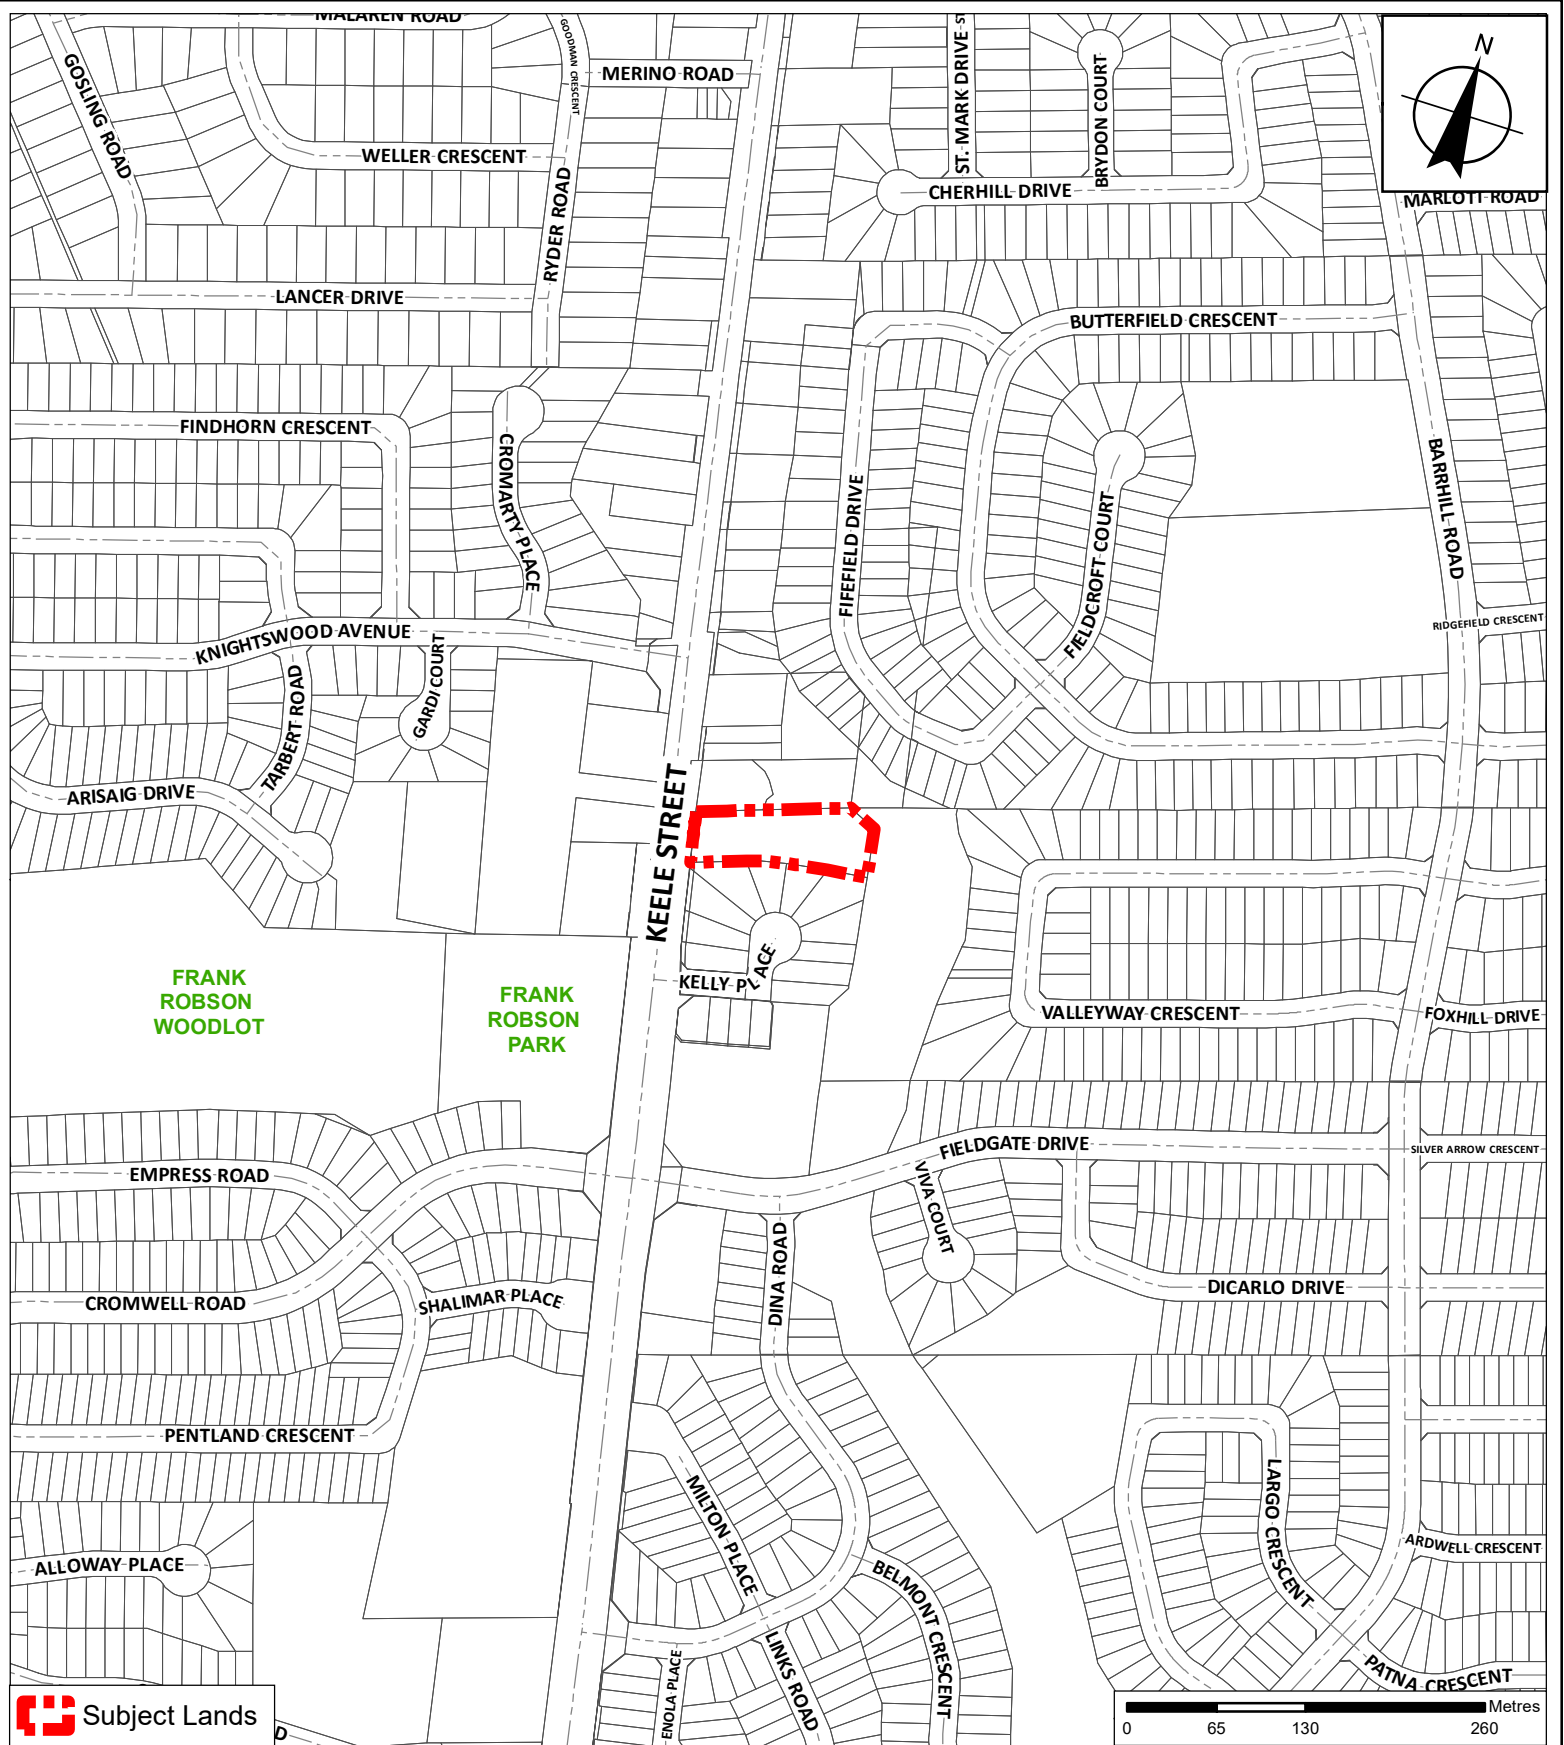 MALAREN ROAD
GOSLING ROAD
GOODMAN CRESCENT
MERINO ROAD
ST. MARK DRIVE
BRYDON COURT
N
WELLER CRESCENT
RYDER ROAD
CHERHILL DRIVE
MARLOTT ROAD
LANCER DRIVE
BUTTERFIELD CRESCENT
FINDHORN CRESCENT
CROMARTY PLACE
FIFEFIELD DRIVE
FIELDCROFT COURT
BARRHILL ROAD
RIDGEFIELD CRESCENT
KNIGHTSWOOD AVENUE
GARDI COURT
TARBERT ROAD
ARISAIG DRIVE
KEELE STREET
FRANK
ROBSON
WOODLOT
FRANK
ROBSON
PARK
KELLY PLACE
VALLEYWAY CRESCENT
FOXHILL DRIVE
FIELDGATE DRIVE
SILVER ARROW CRESCENT
EMPRESS ROAD
VIVA COURT
DINA ROAD
DICARLO DRIVE
CROMWELL ROAD
SHALIMAR PLACE
PENTLAND CRESCENT
MILTON PLACE
LARGO CRESCENT
ARDWELL CRESCENT
ALLOWAY PLACE
BELMONT CRESCENT
LINKS ROAD
ENOLA PLACE
PATNA CRESCENT
Subject Lands
D
Metres
0 65 130 260